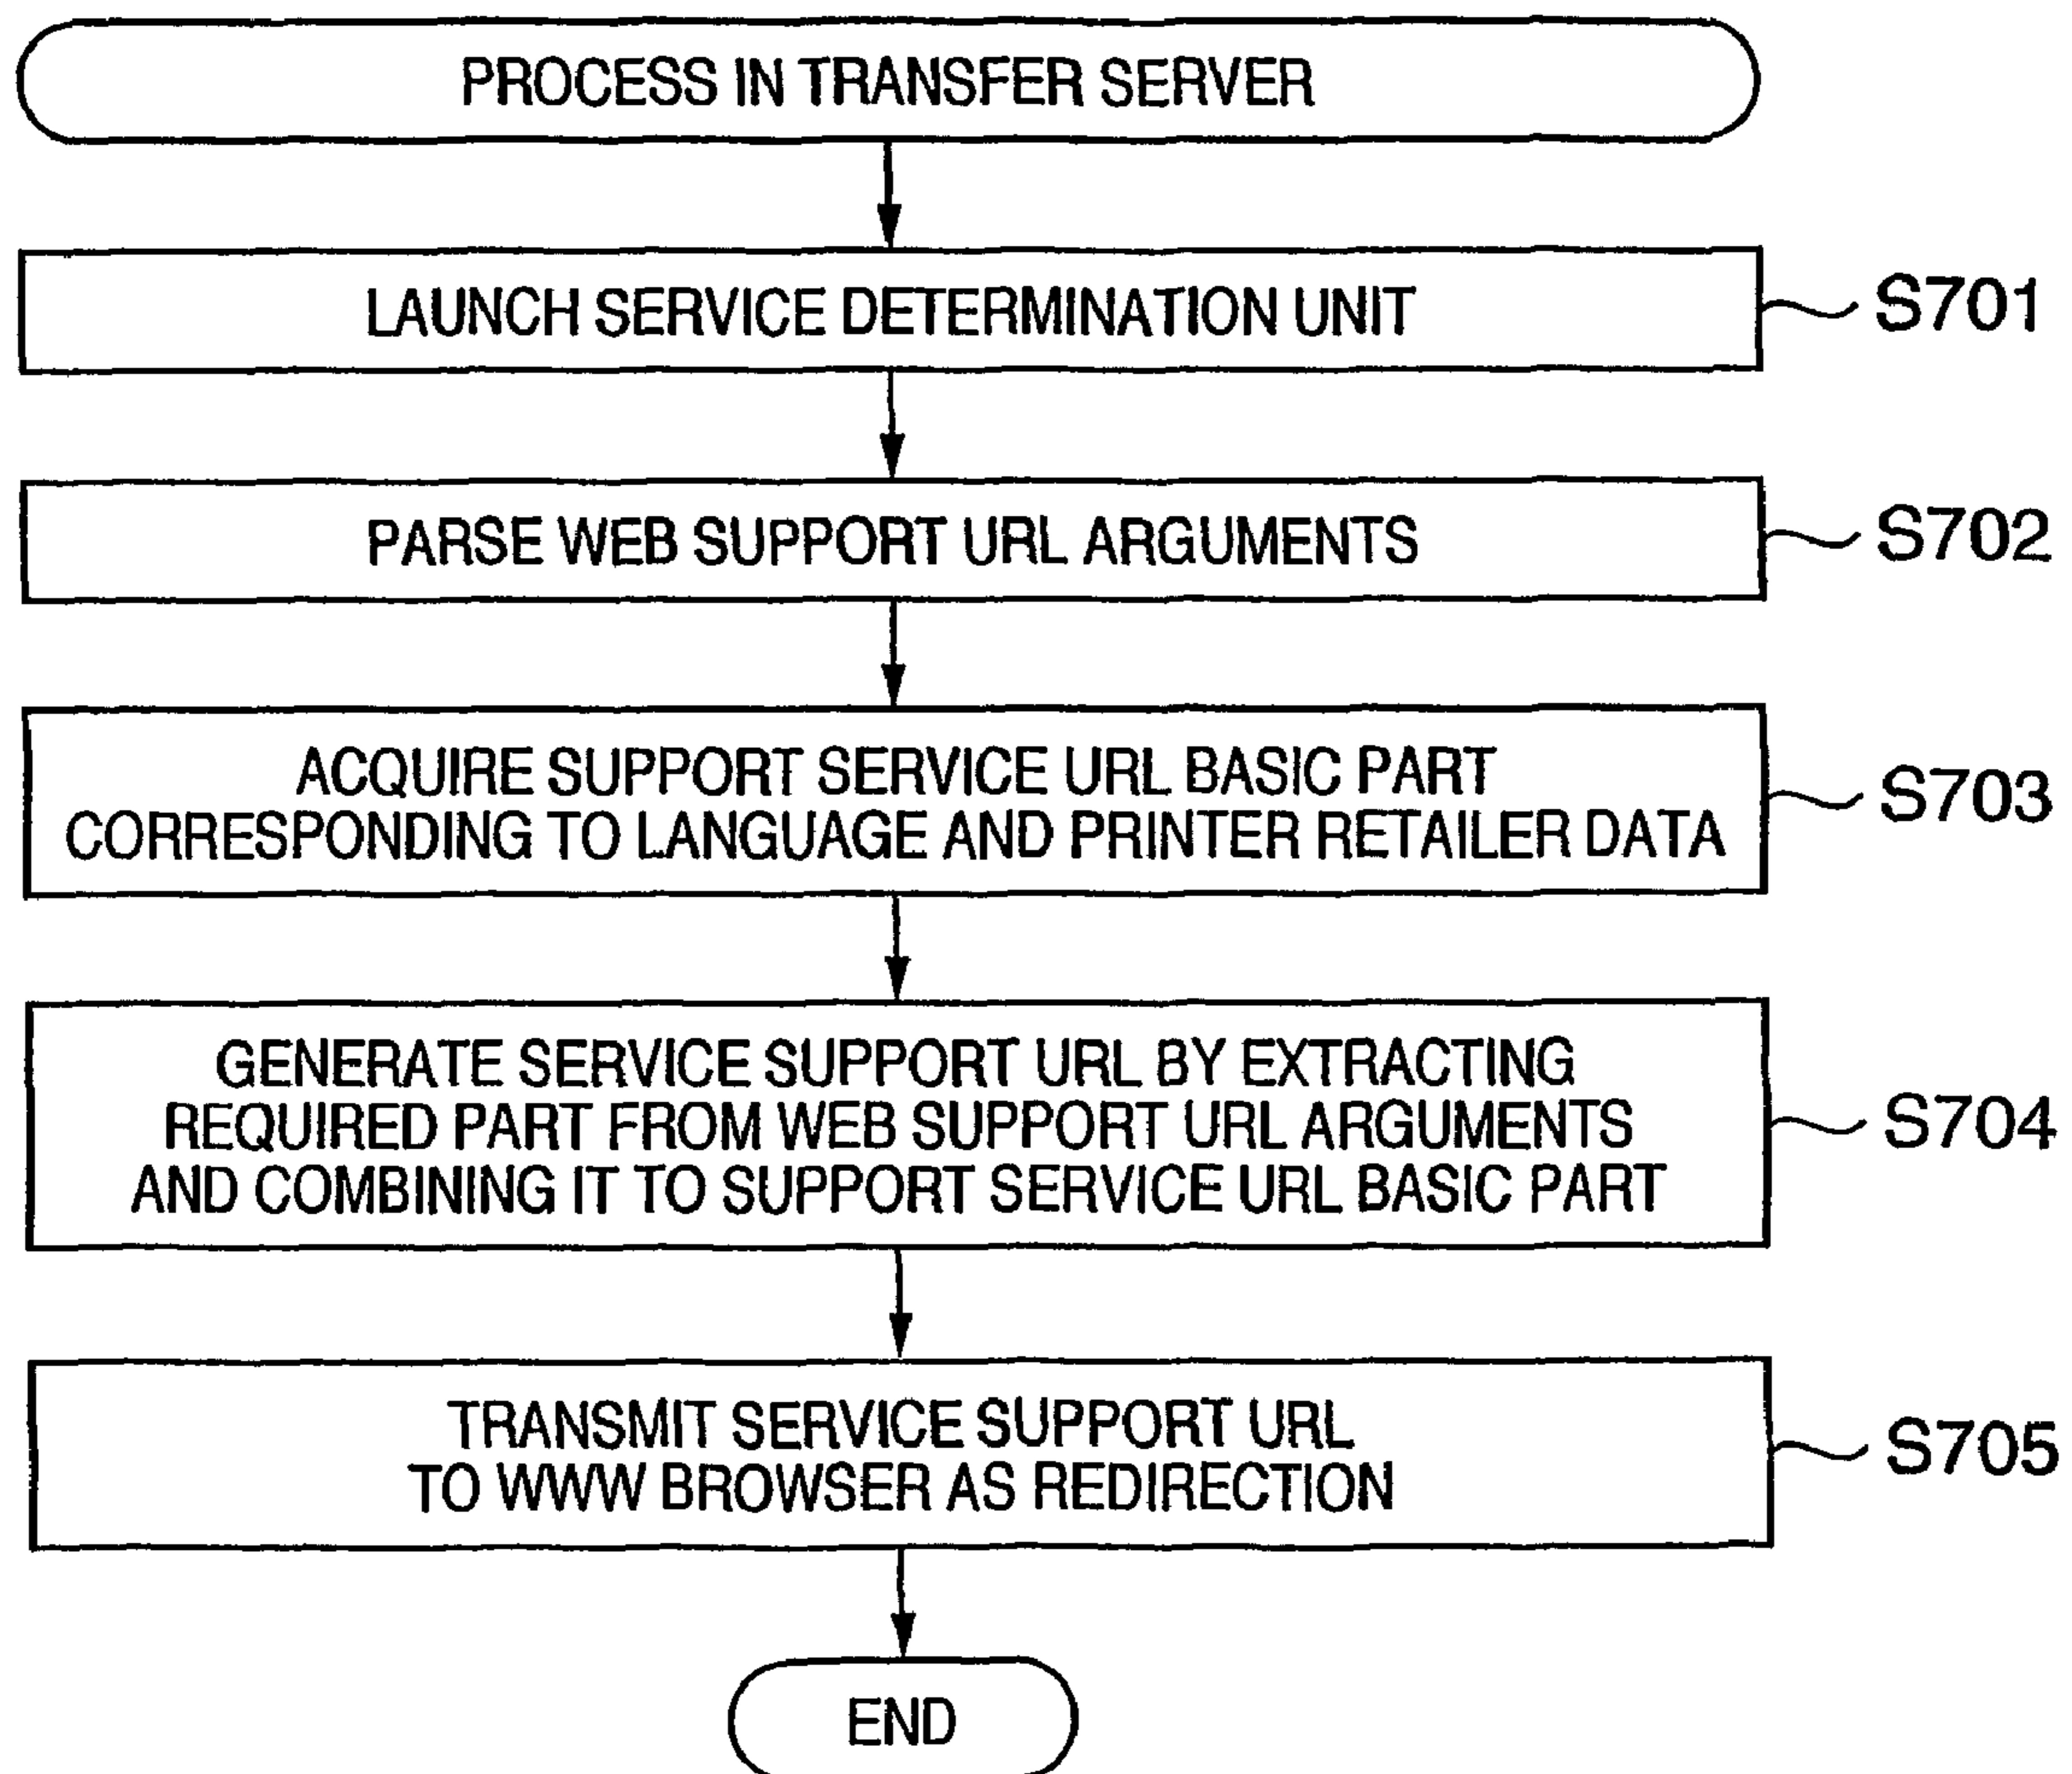 PROCESS IN TRANSFER SERVER
LAUNCH SERVICE DETERMINATION UNIT
S701
PARSE WEB SUPPORT URL ARGUMENTS
S702
ACQUIRE SUPPORT SERVICE URL BASIC PART
CORRESPONDING TO LANGUAGE AND PRINTER RETAILER DATA
S703
GENERATE SERVICE SUPPORT URL BY EXTRACTING
REQUIRED PART FROM WEB SUPPORT URL ARGUMENTS
AND COMBINING IT TO SUPPORT SERVICE URL BASIC PART
S704
TRANSMIT SERVICE SUPPORT URL
TO WWW BROWSER AS REDIRECTION
S705
END